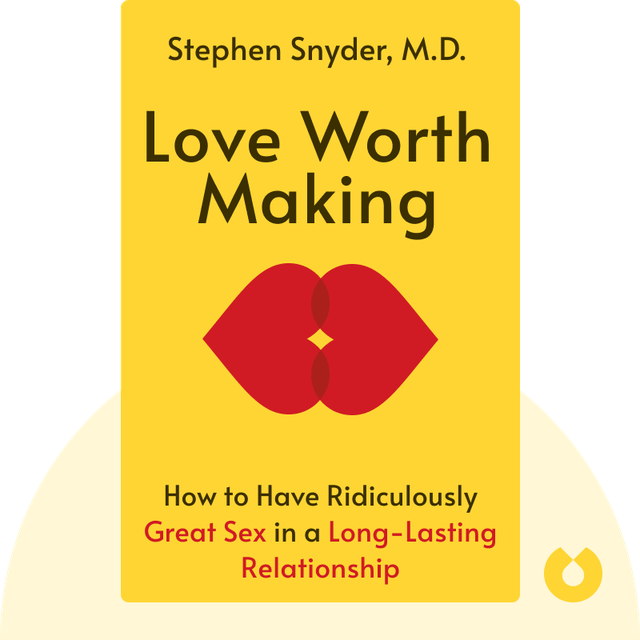 Stephen Snyder, M.D.
Love Worth
Making
How to Have Ridiculously
Great Sex in a Long-Lasting
Relationship